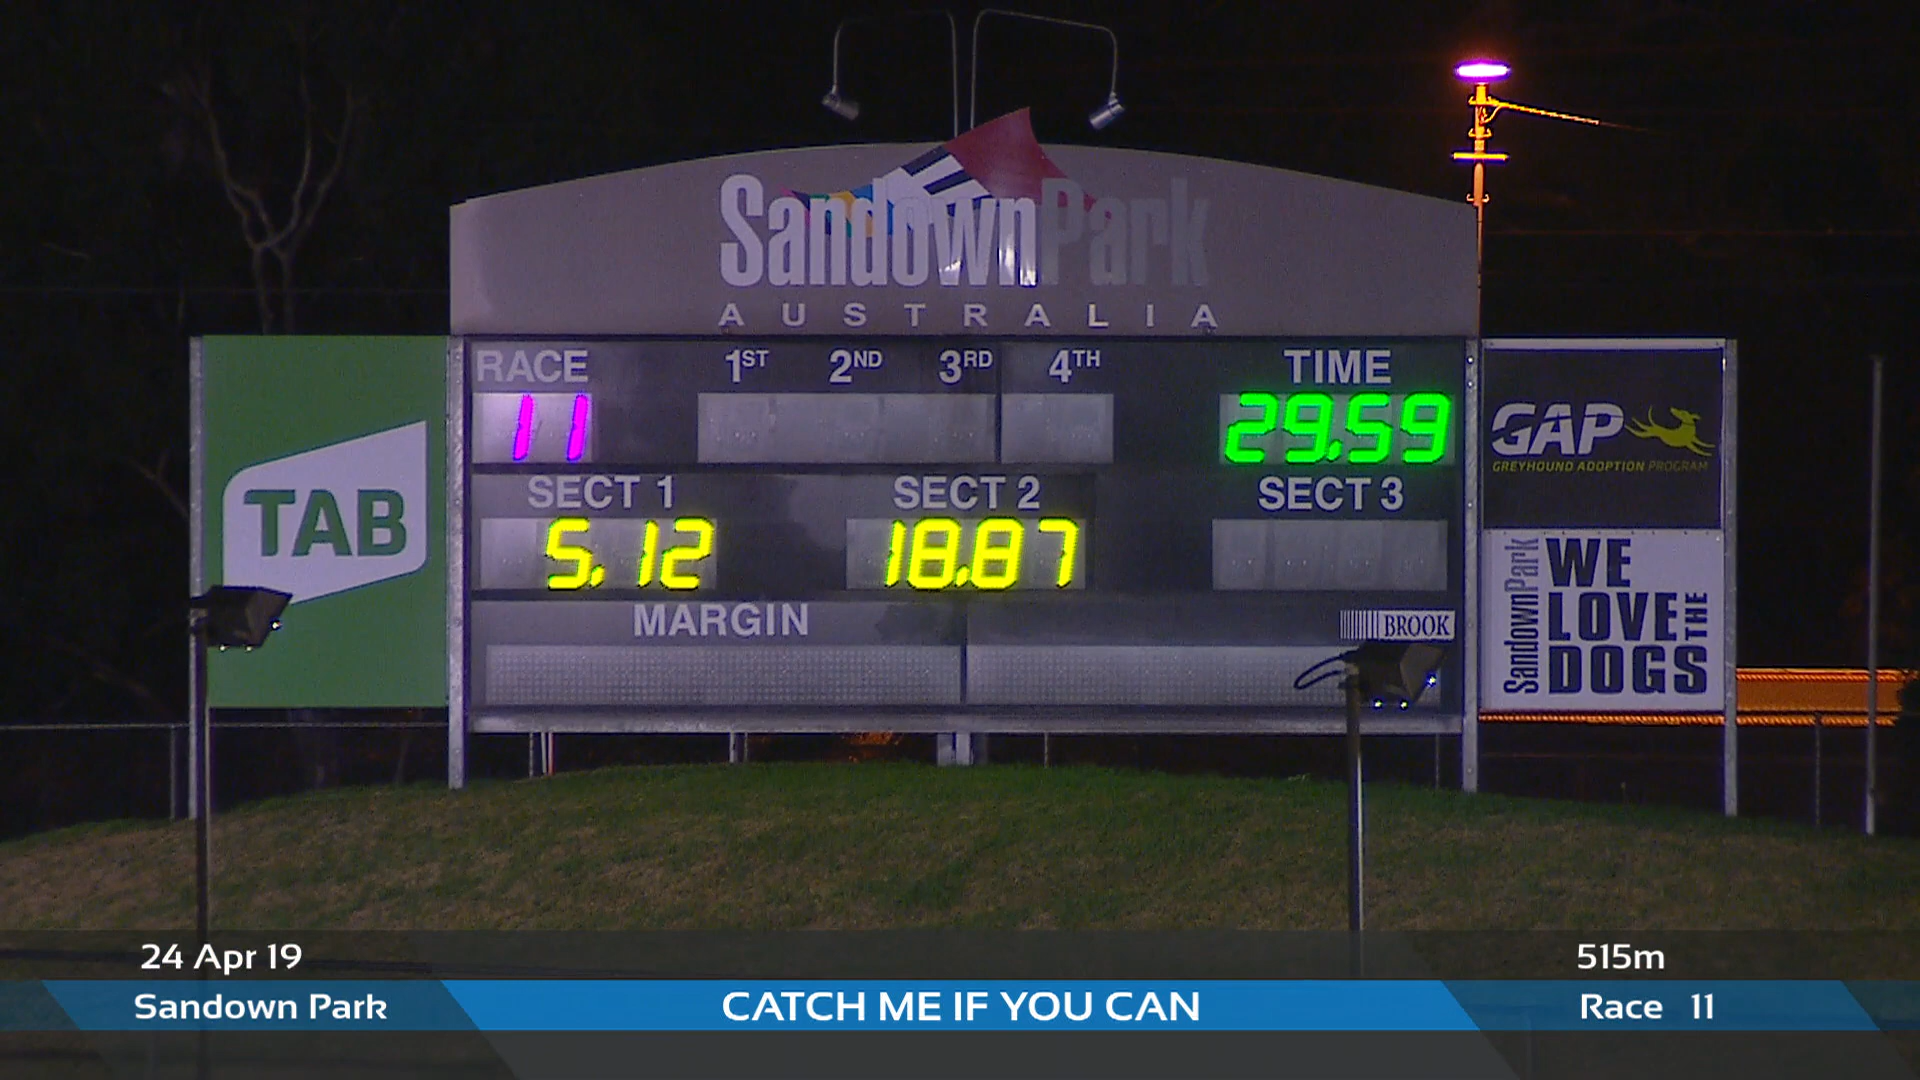 SandownPark
AUSTRALIA
RACE 1ST 2ND 3RD 4TH TIME
11 29.59
SECT 1 SECT 2 SECT 3
5.12 18.87
MARGIN
BROOK
TAB
GAP
GREYHOUND ADOPTION PROGRAM
SandownPark
WE
LOVE THE
DOGS
24 Apr 19 515m
Sandown Park CATCH ME IF YOU CAN Race 11